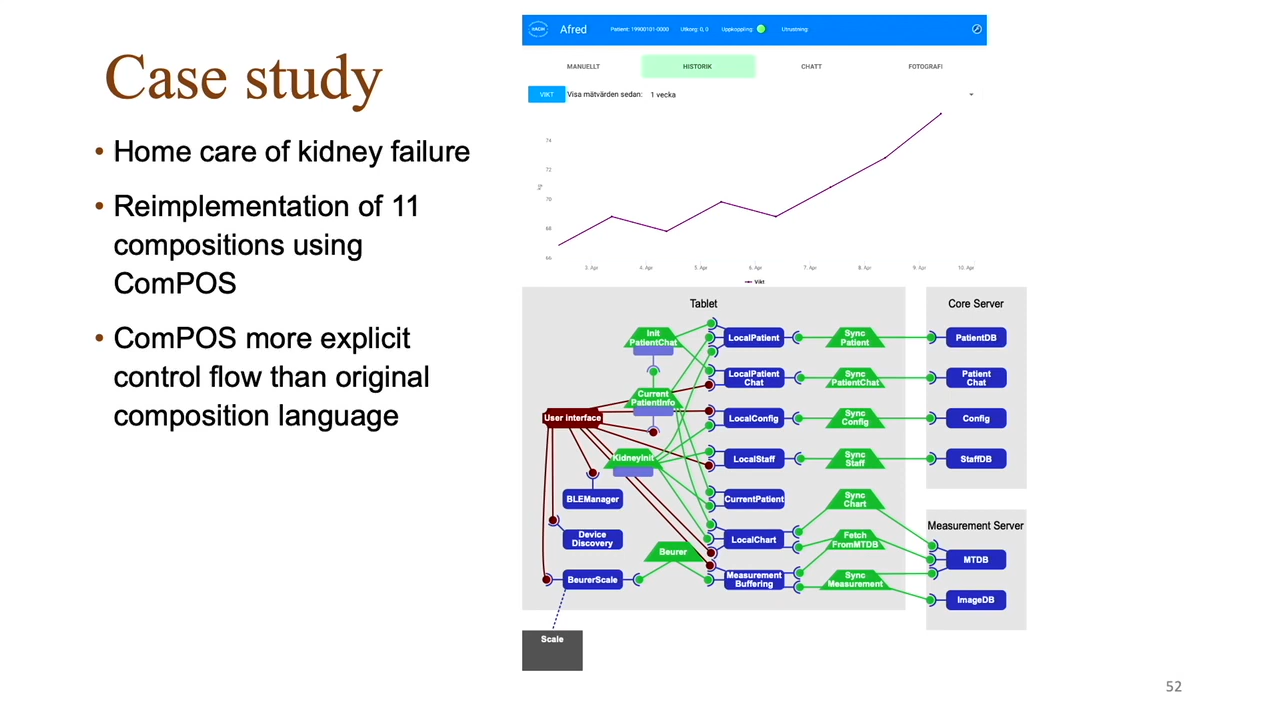 Case study
• Home care of kidney failure
• Reimplementation of 11
compositions using
ComPOS
• ComPOS more explicit
control flow than original
composition language
Afred
Patient: 19900101-0000
Utkorg: 0, 0
Uppkoppling:
Utrustning
MANUELLT
HISTORIK
CHATT
FOTOGRAFI
VIKT
Visa mätvärden sedan:
1 vecka
74
72
70
68
66
kg
3. Apr
4. Apr
5. Apr
6. Apr
7. Apr
8. Apr
9. Apr
10. Apr
Vikt
Tablet
Core Server
Init
PatientChat
LocalPatient
Sync
Patient
PatientDB
LocalPatient
Chat
Sync
PatientChat
Patient
Chat
Current
PatientInfo
User interface
LocalConfig
Sync
Config
Config
KidneyInit
LocalStaff
Sync
Staff
StaffDB
BLEManager
CurrentPatient
Sync
Chart
Measurement Server
Device
Discovery
LocalChart
Fetch
FromMTDB
MTDB
Beurer
BeurerScale
Measurement
Buffering
Sync
Measurement
ImageDB
Scale
52